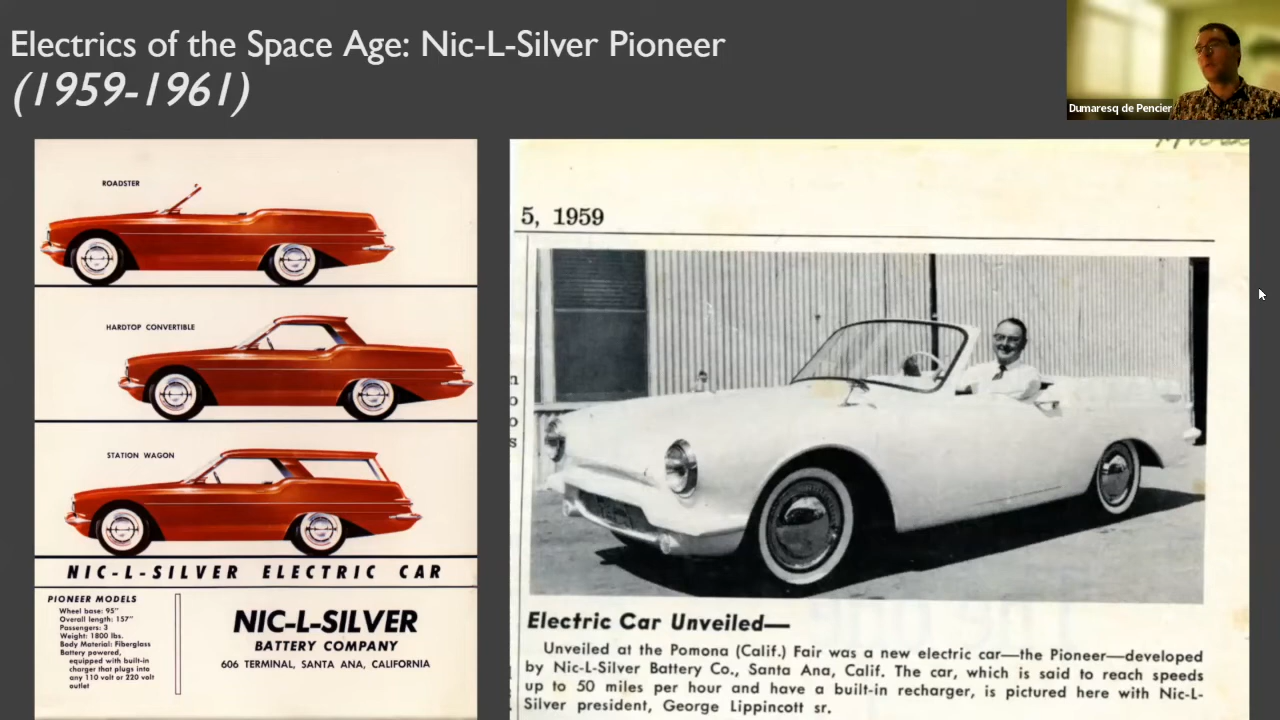 Electrics of the Space Age: Nic-L-Silver Pioneer
(1959-1961)
Dumaresq de Pencier
ROADSTER
HARDTOP CONVERTIBLE
STATION WAGON
NIC-L-SILVER ELECTRIC CAR
PIONEER MODELS
Wheel base: 95"
Overall length: 157"
Passengers: 3
Weight: 1800 lbs.
Body Material: Fiberglass
Battery powered,
equipped with built-in
charger that plugs into
any 110 volt or 220 volt
outlet
NIC-L-SILVER
BATTERY COMPANY
606 TERMINAL, SANTA ANA, CALIFORNIA
5, 1959
n
o
o
s
Electric Car Unveiled—
Unveiled at the Pomona (Calif.) Fair was a new electric car—the Pioneer—developed
by Nic-L-Silver Battery Co., Santa Ana, Calif. The car, which is said to reach speeds
up to 50 miles per hour and have a built-in recharger, is pictured here with Nic-L-
Silver president, George Lippincott sr.